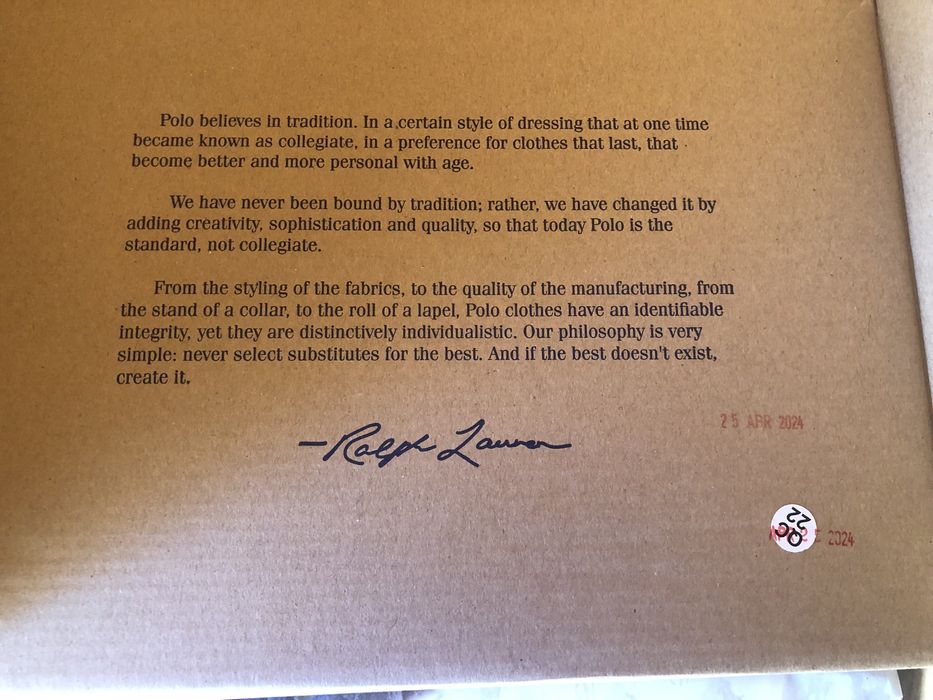 Polo believes in tradition. In a certain style of dressing that at one time
became known as collegiate, in a preference for clothes that last, that
become better and more personal with age.
We have never been bound by tradition; rather, we have changed it by
adding creativity, sophistication and quality, so that today Polo is the
standard, not collegiate.
From the styling of the fabrics, to the quality of the manufacturing, from
the stand of a collar, to the roll of a lapel, Polo clothes have an identifiable
integrity, yet they are distinctively individualistic. Our philosophy is very
simple: never select substitutes for the best. And if the best doesn't exist,
create it.
—Ralph Lauren
25 APR 2024
QC
22
2024